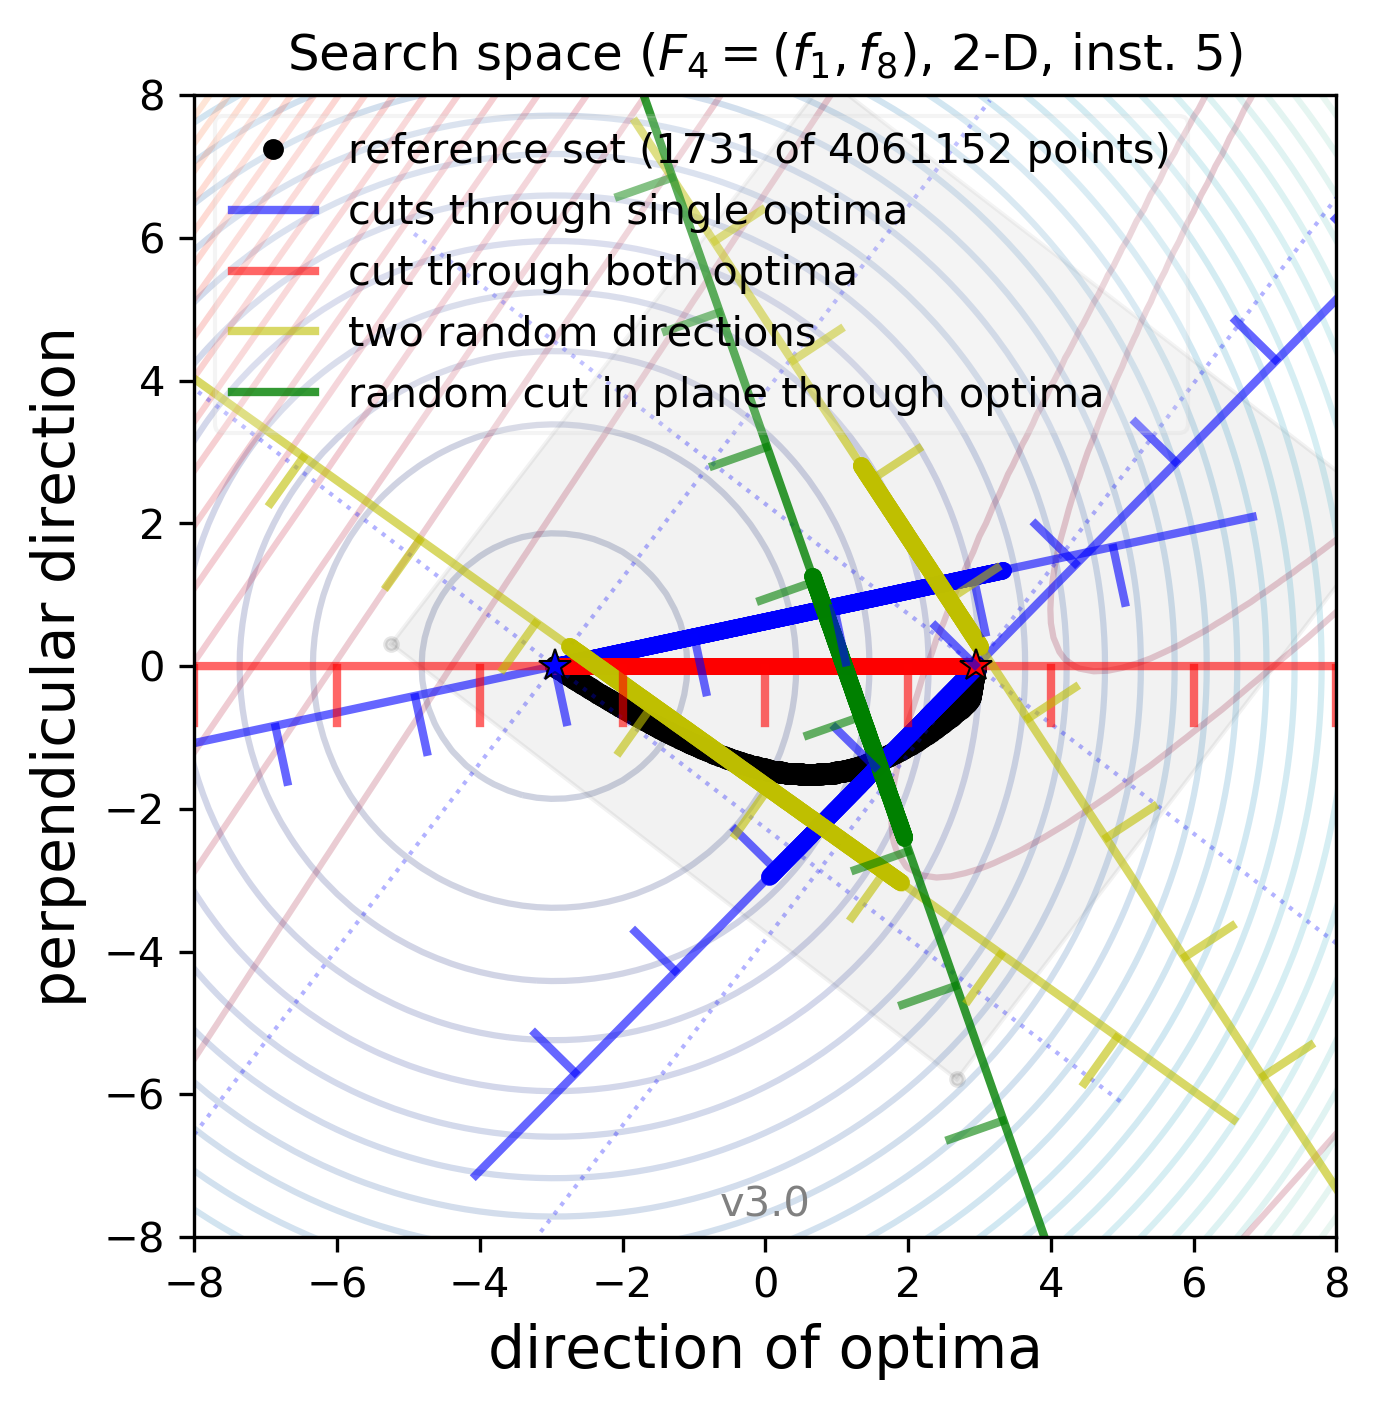 Search space (F₄ = (f₁, f₈), 2-D, inst. 5)
reference set (1731 of 4061152 points)
cuts through single optima
cut through both optima
two random directions
random cut in plane through optima
8
6
4
2
0
−2
−4
−6
−8
perpendicular direction
v3.0
−8 −6 −4 −2 0 2 4 6 8
direction of optima